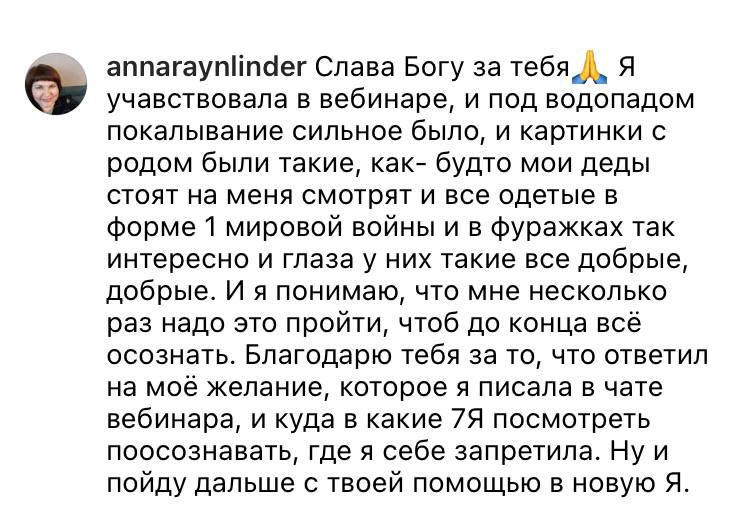 annaraynlinder Слава Богу за тебя🙏 Я
учавствовала в вебинаре, и под водопадом
покалывание сильное было, и картинки с
родом были такие, как- будто мои деды
стоят на меня смотрят и все одетые в
форме 1 мировой войны и в фуражках так
интересно и глаза у них такие все добрые,
добрые. И я понимаю, что мне несколько
раз надо это пройти, чтоб до конца всё
осознать. Благодарю тебя за то, что ответил
на моё желание, которое я писала в чате
вебинара, и куда в какие 7Я посмотреть
поосознавать, где я себе запретила. Ну и
пойду дальше с твоей помощью в новую Я.